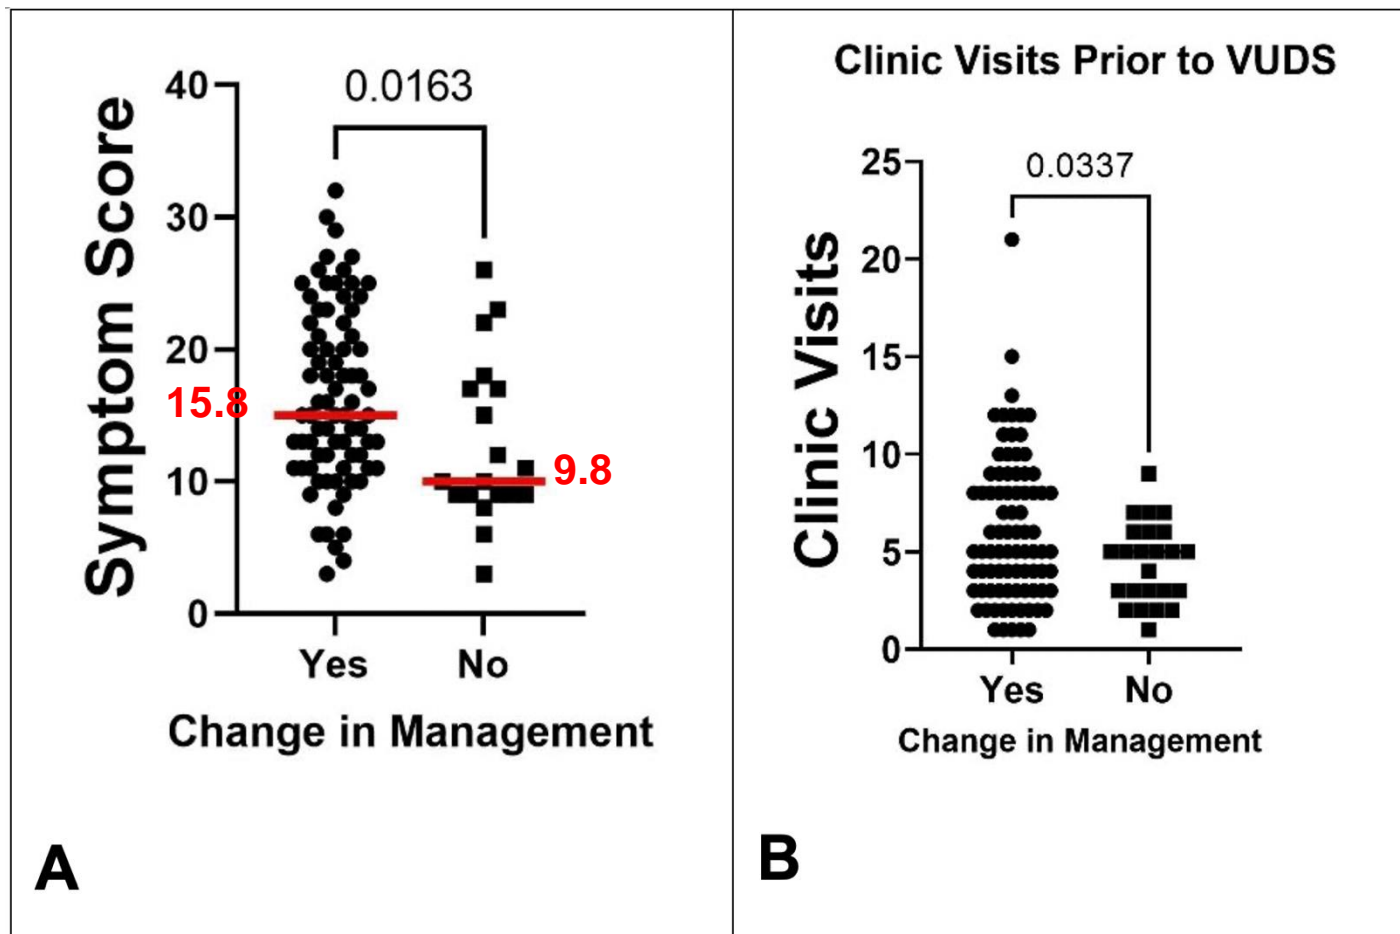 0.0163
40
30
20
10
0
Symptom Score
15.8
9.8
Yes No
Change in Management
A
Clinic Visits Prior to VUDS
0.0337
25
20
15
10
5
0
Clinic Visits
Yes No
Change in Management
B